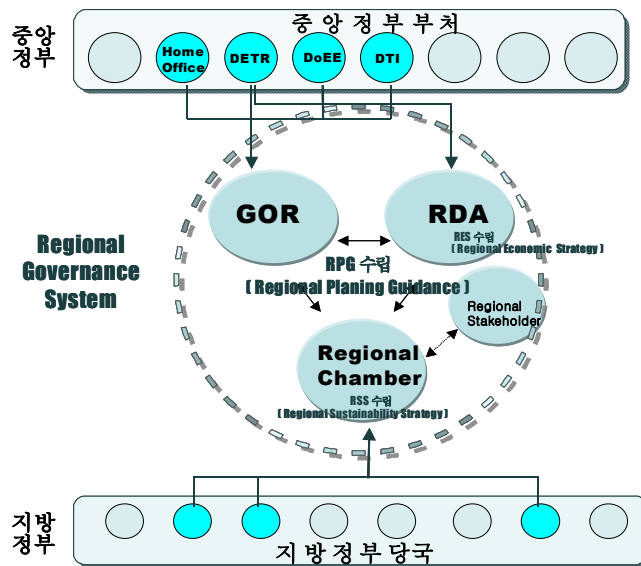 중앙
정부
중 앙 정 부 부 처
Home
Office
DETR
DoEE
DTI
GOR
RDA
RES 수립
( Regional Economic Strategy )
Regional
Governance
System
RPG 수립
( Regional Planing Guidance )
Regional
Stakeholder
Regional
Chamber
RSS 수립
( Regional Sustainability Strategy )
지방
정부
지 방 정 부 당 국